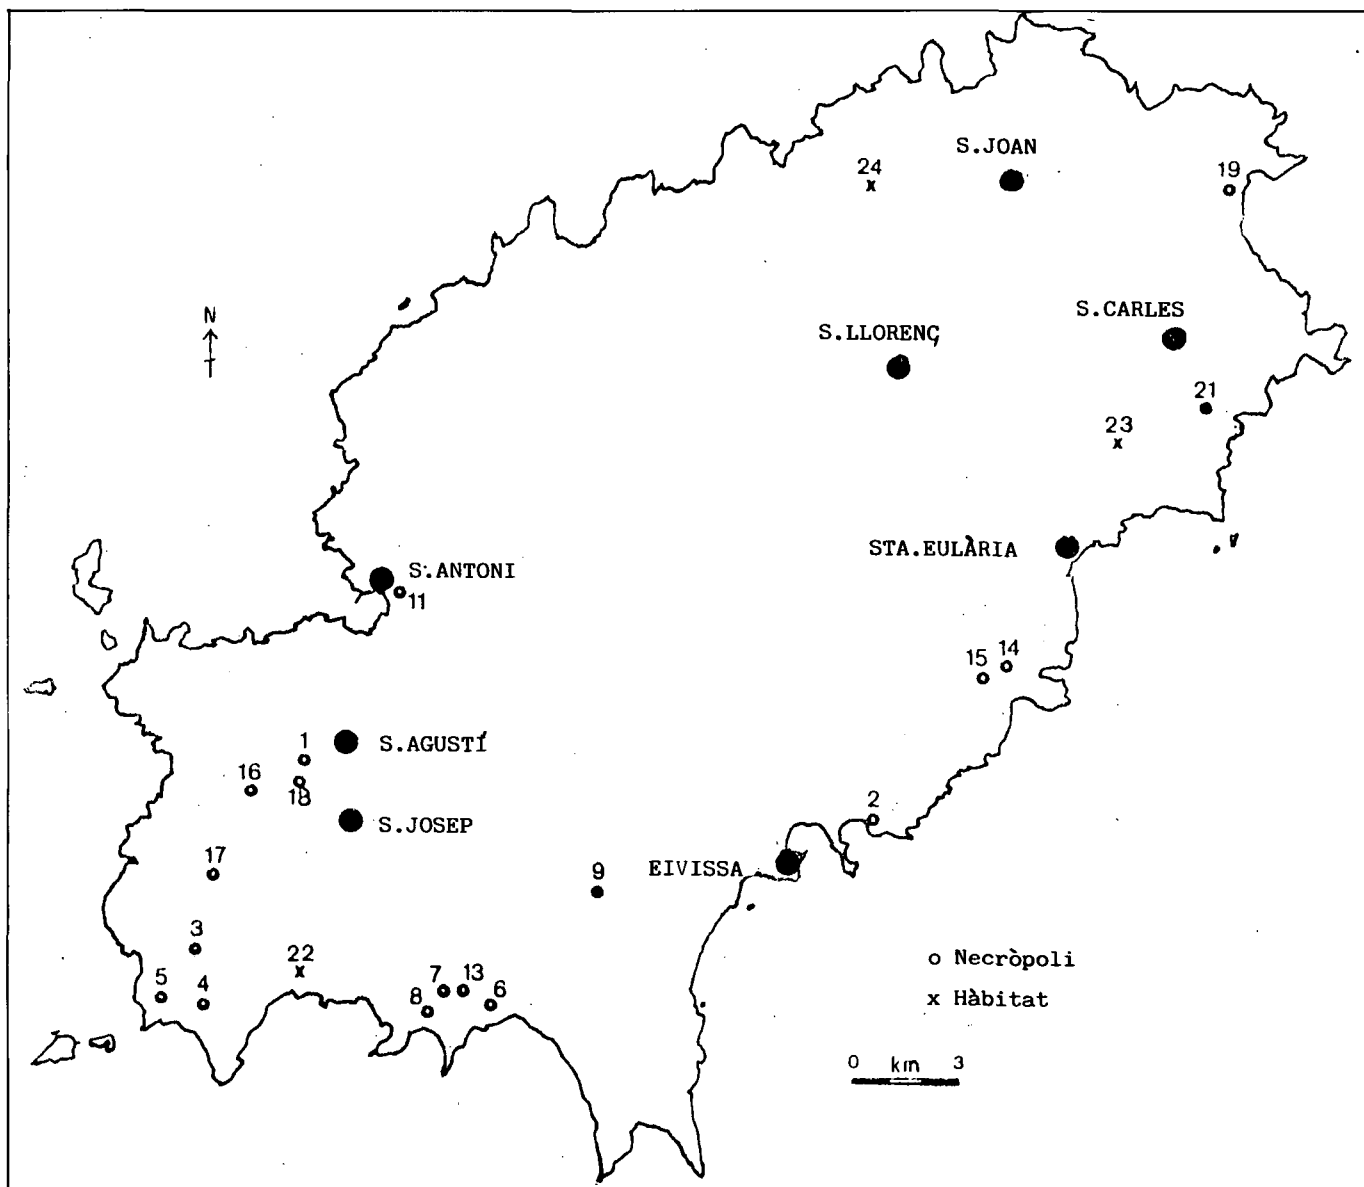 S.JOAN
24
19
N
S.CARLES
S.LLORENÇ
21
23
STA.EULÀRIA
S.ANTONI
11
14
15
1
S.AGUSTÍ
16
18
2
S.JOSEP
17
EIVISSA
9
3
22
o Necròpoli
5
4
7
13
6
8
x Hàbitat
0 km 3